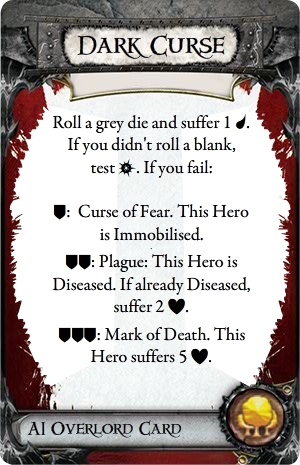 Dark Curse
Roll a grey die and suffer 1 .
If you didn't roll a blank,
test . If you fail:
: Curse of Fear. This Hero
is Immobilised.
: Plague: This Hero is
Diseased. If already Diseased,
suffer 2 .
: Mark of Death. This
Hero suffers 5 .
AI Overlord Card